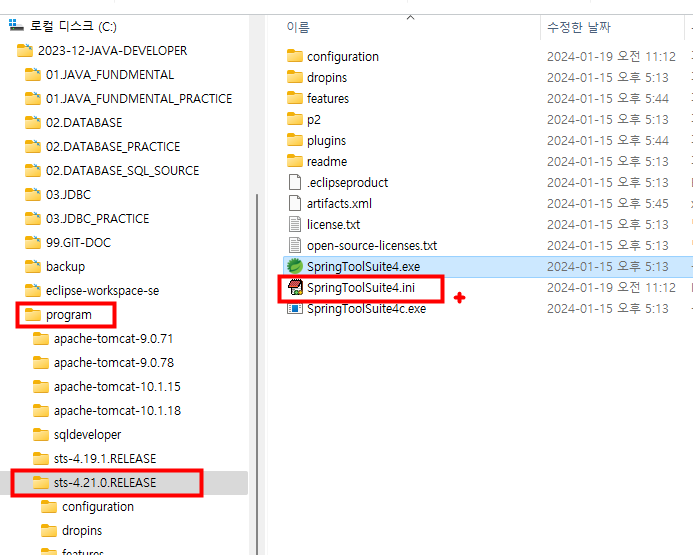 로컬 디스크 (C:)
2023-12-JAVA-DEVELOPER
01.JAVA_FUNDMENTAL
01.JAVA_FUNDMENTAL_PRACTICE
02.DATABASE
02.DATABASE_PRACTICE
02.DATABASE_SQL_SOURCE
03.JDBC
03.JDBC_PRACTICE
99.GIT-DOC
backup
eclipse-workspace-se
program
apache-tomcat-9.0.71
apache-tomcat-9.0.78
apache-tomcat-10.1.15
apache-tomcat-10.1.18
sqldeveloper
sts-4.19.1.RELEASE
sts-4.21.0.RELEASE
configuration
dropins
features
이름 수정한 날짜
configuration 2024-01-19 오전 11:12
dropins 2024-01-15 오후 5:13
features 2024-01-15 오후 5:44
p2 2024-01-15 오후 5:13
plugins 2024-01-15 오후 5:44
readme 2024-01-15 오후 5:13
.eclipseproduct 2024-01-15 오후 5:13
artifacts.xml 2024-01-15 오후 5:45
license.txt 2024-01-15 오후 5:13
open-source-licenses.txt 2024-01-15 오후 5:13
SpringToolSuite4.exe 2024-01-15 오후 5:13
SpringToolSuite4.ini 2024-01-19 오전 11:12
SpringToolSuite4c.exe 2024-01-15 오후 5:13